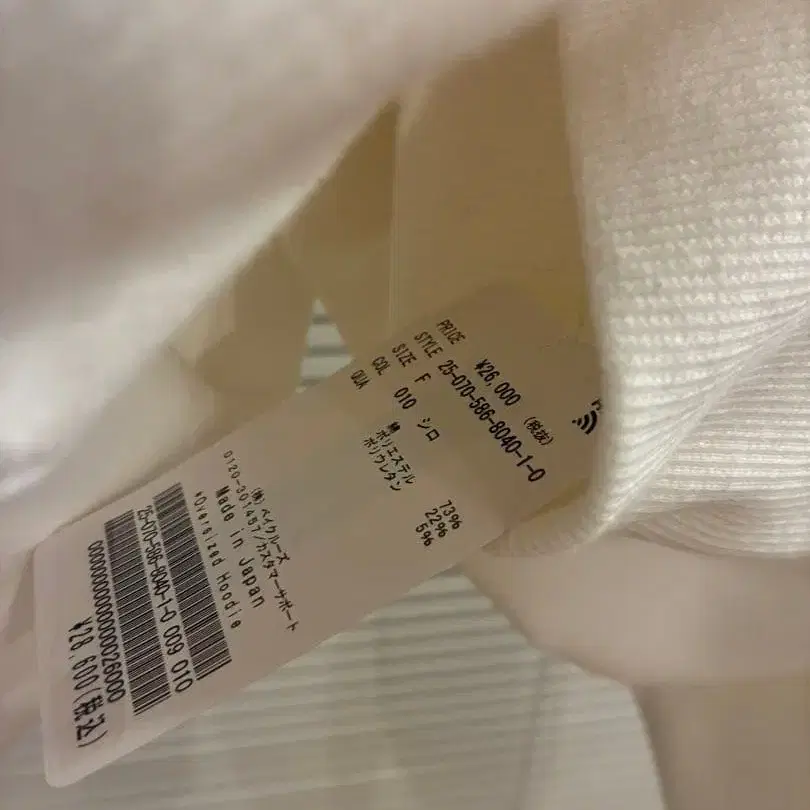 PRICE ¥26,000 (税抜)
STYLE 25-070-586-8040-1-0
SIZE F
COL 010 シロ
QUA 綿 73%
ポリエステル 22%
ポリウレタン 5%
(株)ベイクルーズ
0120-301457/カスタマーサポート
Made in Japan
*Oversized Hoodie
25-070-586-8040-1-0 009 010
¥28,600(税込)